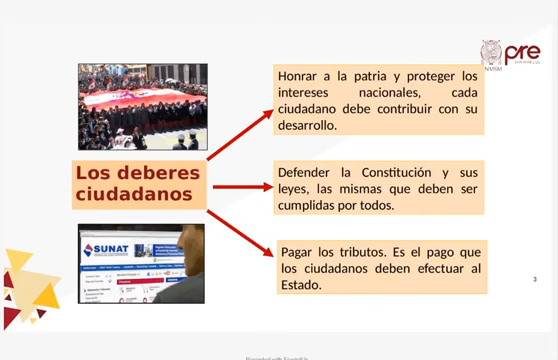 pre
UNMSM
Honrar a la patria y proteger los
intereses nacionales, cada
ciudadano debe contribuir con su
desarrollo.
Los deberes
ciudadanos
Defender la Constitución y sus
leyes, las mismas que deben ser
cumplidas por todos.
SUNAT
Pagar los tributos. Es el pago que
los ciudadanos deben efectuar al
Estado.
3